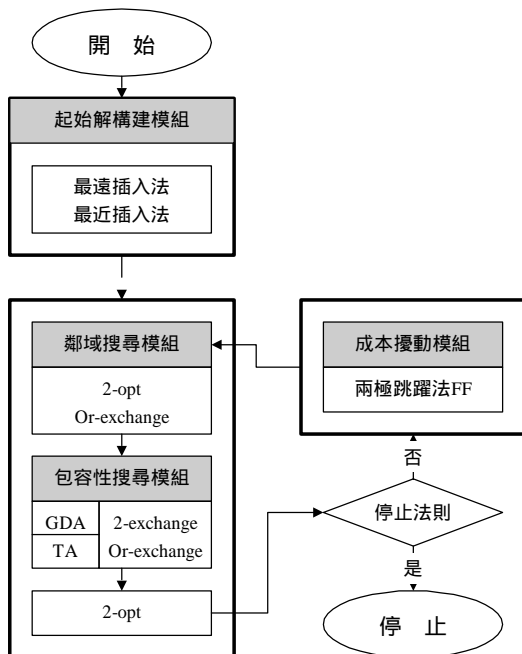 開 始
起始解構建模組
最遠插入法
最近插入法
鄰域搜尋模組
2-opt
Or-exchange
包容性搜尋模組
GDA
TA
2-exchange
Or-exchange
2-opt
成本擾動模組
兩極跳躍法FF
否
停止法則
是
停 止